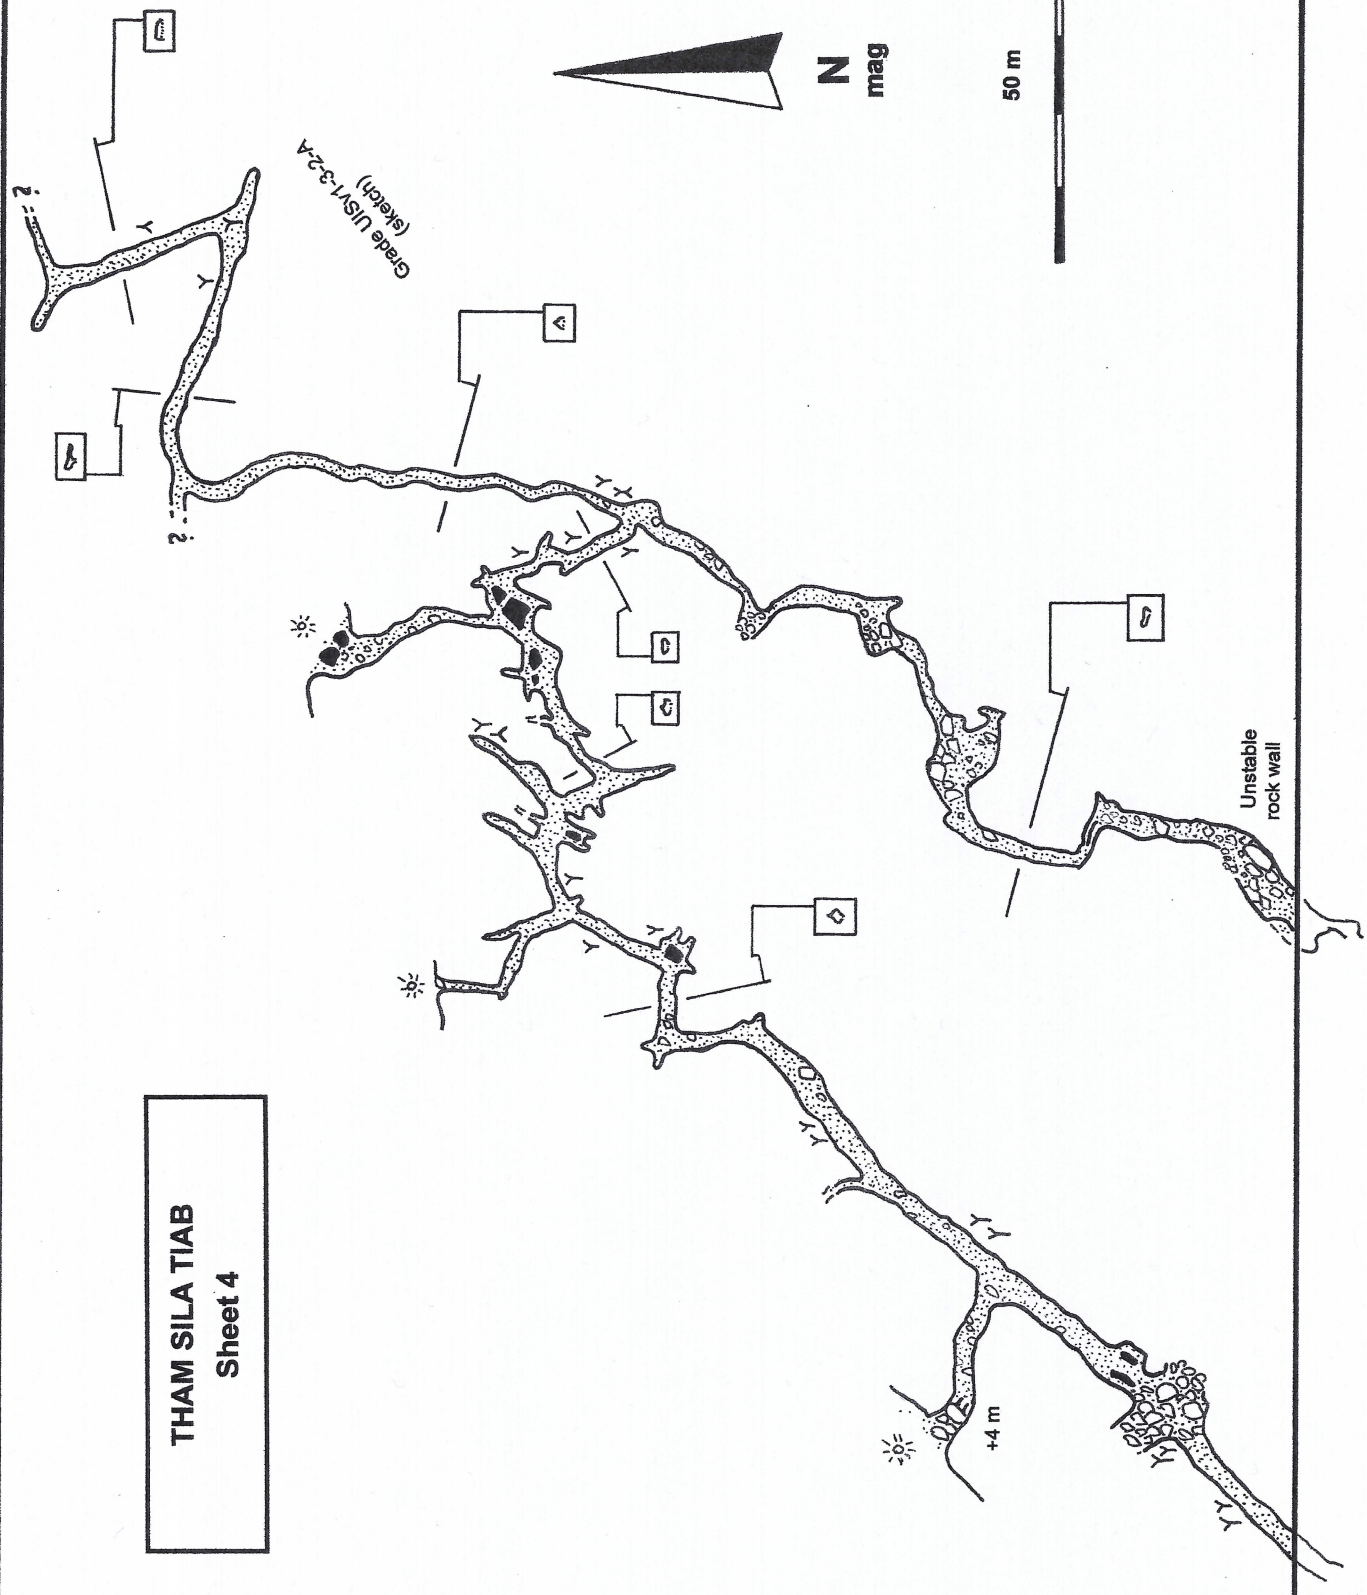 THAM SILA TIAB
Sheet 4
?
?
Grade UISv1-3-2-A
(sketch)
N
mag
50 m
Unstable
rock wall
+4 m